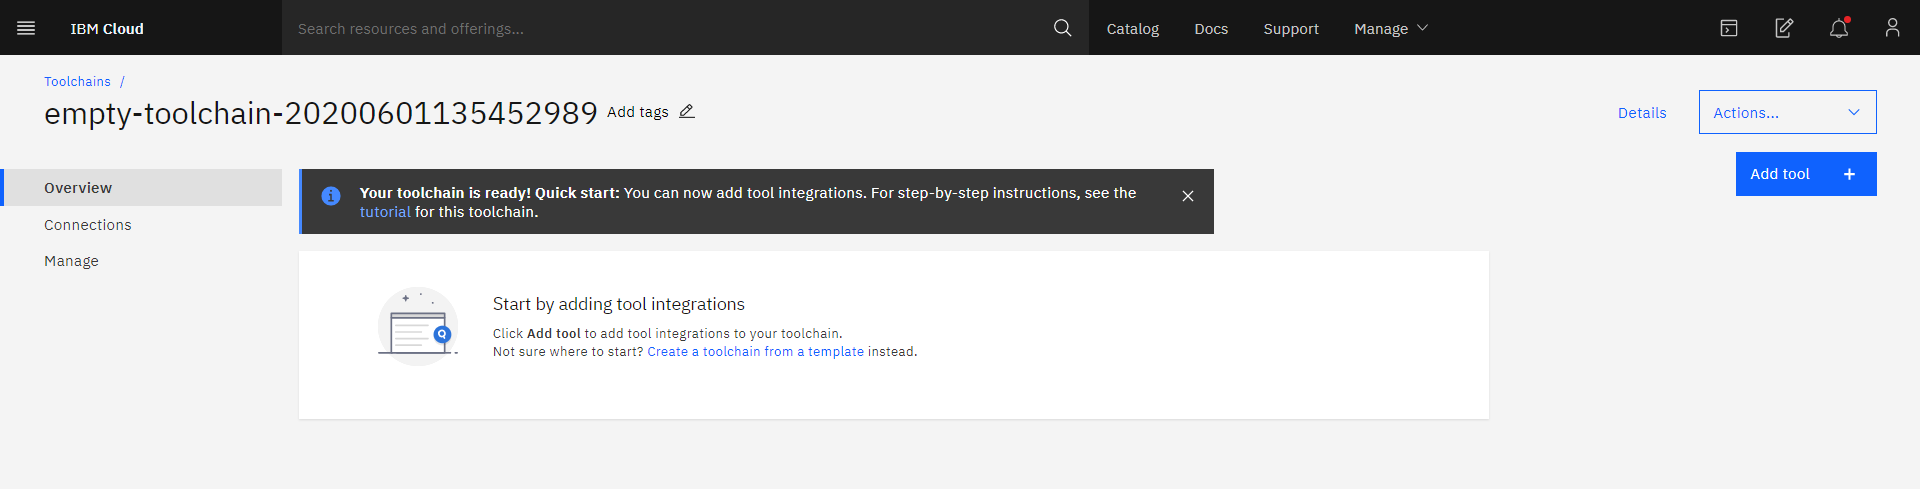 IBM Cloud
Search resources and offerings...
Catalog
Docs
Support
Manage
Toolchains /
empty-toolchain-20200601135452989
Add tags
Details
Actions...
Add tool +
Overview
Connections
Manage
Your toolchain is ready! Quick start: You can now add tool integrations. For step-by-step instructions, see the
tutorial for this toolchain.
Start by adding tool integrations
Click Add tool to add tool integrations to your toolchain.
Not sure where to start? Create a toolchain from a template instead.